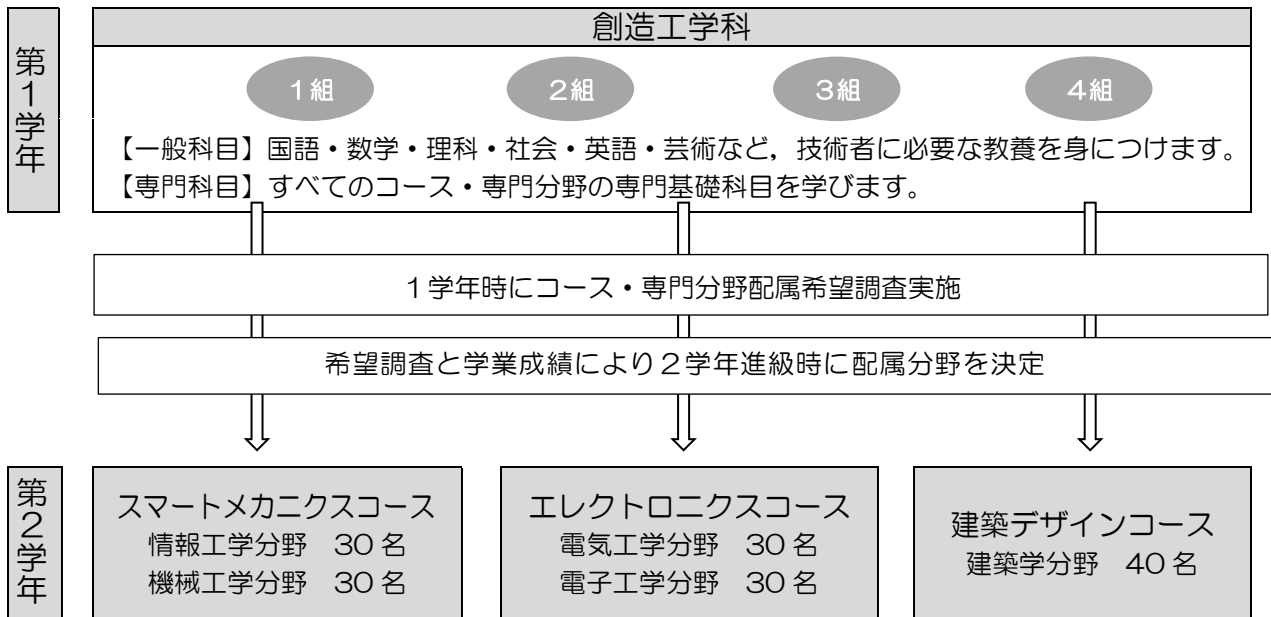 第1学年
創造工学科
1組 2組 3組 4組
【一般科目】国語・数学・理科・社会・英語・芸術など，技術者に必要な教養を身につけます。
【専門科目】すべてのコース・専門分野の専門基礎科目を学びます。
1学年時にコース・専門分野配属希望調査実施
希望調査と学業成績により2学年進級時に配属分野を決定
第2学年
スマートメカニクスコース
情報工学分野　30名
機械工学分野　30名
エレクトロニクスコース
電気工学分野　30名
電子工学分野　30名
建築デザインコース
建築学分野　40名